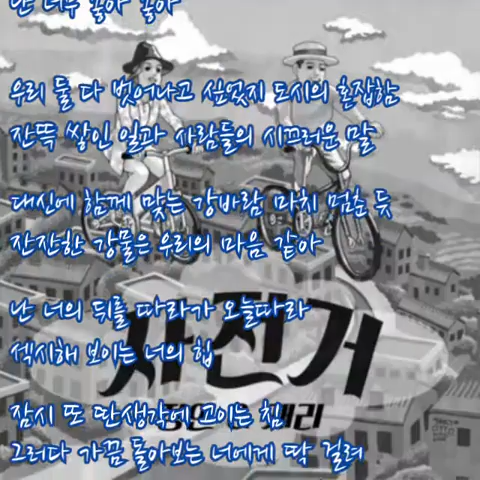 난 너무 좋아 좋아
우리 둘 다 벗어나고 싶었지 도시의 혼잡함
잔뜩 쌓인 일과 사람들의 시끄러운 말
대신에 함께 맞는 강바람 마치 멈춘 듯
잔잔한 강물은 우리의 마음 같아
난 너의 뒤를 따라가 오늘따라
섹시해 보이는 너의 힙
자전거
잠시 또 딴생각에 고이는 침
그러다 가끔 돌아보는 너에게 딱 걸려